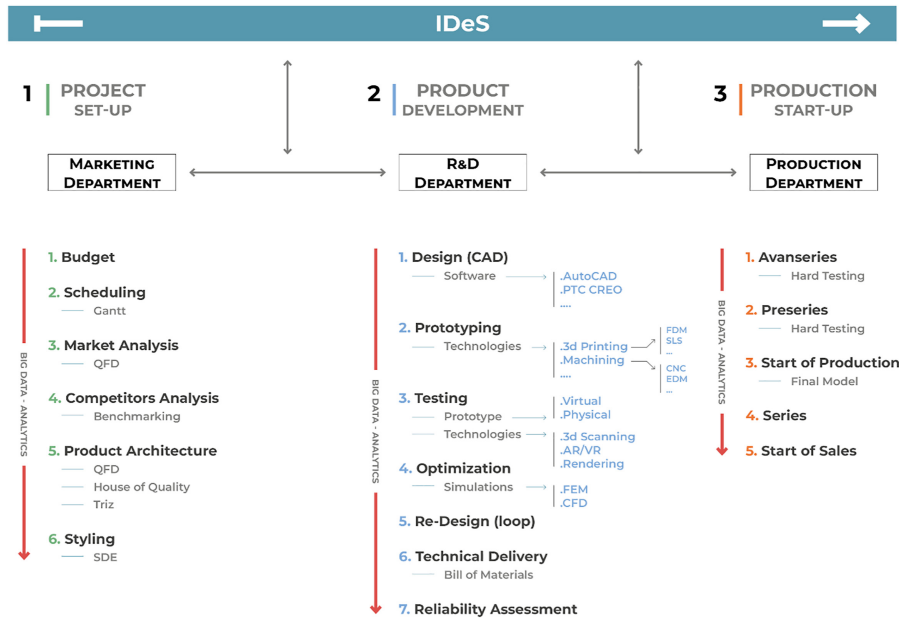 IDeS
1 PROJECT
SET-UP
MARKETING
DEPARTMENT
BIG DATA - ANALYTICS
1. Budget
2. Scheduling
Gantt
3. Market Analysis
QFD
4. Competitors Analysis
Benchmarking
5. Product Architecture
QFD
House of Quality
Triz
6. Styling
SDE
2 PRODUCT
DEVELOPMENT
R&D
DEPARTMENT
BIG DATA - ANALYTICS
1. Design (CAD)
Software
.AutoCAD
.PTC CREO
....
2. Prototyping
Technologies
.3d Printing
.Machining
....
FDM
SLS
...
CNC
EDM
...
3. Testing
Prototype
.Virtual
.Physical
Technologies
.3d Scanning
.AR/VR
.Rendering
4. Optimization
Simulations
.FEM
.CFD
5. Re-Design (loop)
6. Technical Delivery
Bill of Materials
7. Reliability Assessment
3 PRODUCTION
START-UP
PRODUCTION
DEPARTMENT
BIG DATA - ANALYTICS
1. Avanseries
Hard Testing
2. Preseries
Hard Testing
3. Start of Production
Final Model
4. Series
5. Start of Sales